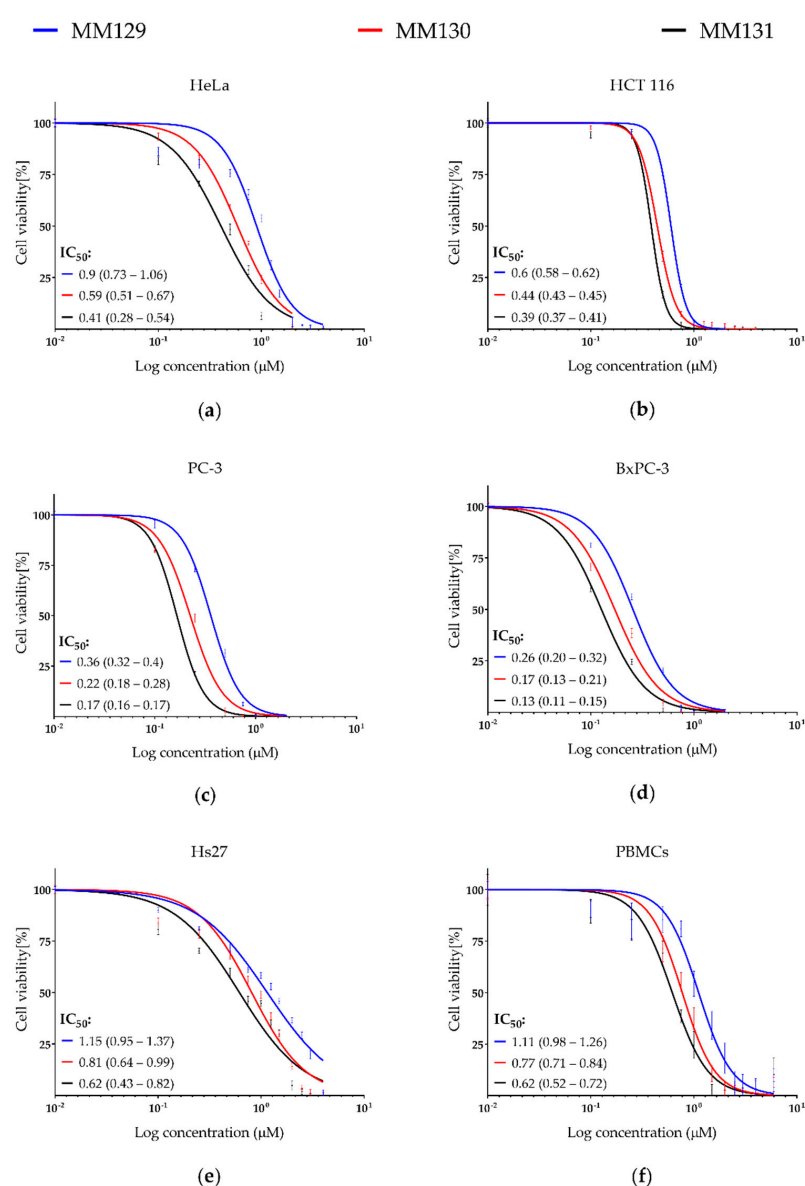 MM129 MM130 MM131
HeLa
Cell viability[%]
100
75
50
25
IC50:
0.9 (0.73 – 1.06)
0.59 (0.51 – 0.67)
0.41 (0.28 – 0.54)
10-2 10-1 100 101
Log concentration (µM)
(a)
HCT 116
Cell viability[%]
100
75
50
25
IC50:
0.6 (0.58 – 0.62)
0.44 (0.43 – 0.45)
0.39 (0.37 – 0.41)
10-2 10-1 100 101
Log concentration (µM)
(b)
PC-3
Cell viability[%]
100
75
50
25
IC50:
0.36 (0.32 – 0.4)
0.22 (0.18 – 0.28)
0.17 (0.16 – 0.17)
10-2 10-1 100 101
Log concentration (µM)
(c)
BxPC-3
Cell viability[%]
100
75
50
25
IC50:
0.26 (0.20 – 0.32)
0.17 (0.13 – 0.21)
0.13 (0.11 – 0.15)
10-2 10-1 100 101
Log concentration (µM)
(d)
Hs27
Cell viability[%]
100
75
50
25
IC50:
1.15 (0.95 – 1.37)
0.81 (0.64 – 0.99)
0.62 (0.43 – 0.82)
10-2 10-1 100 101
Log concentration (µM)
(e)
PBMCs
Cell viability[%]
100
75
50
25
IC50:
1.11 (0.98 – 1.26)
0.77 (0.71 – 0.84)
0.62 (0.52 – 0.72)
10-2 10-1 100 101
Log concentration (µM)
(f)